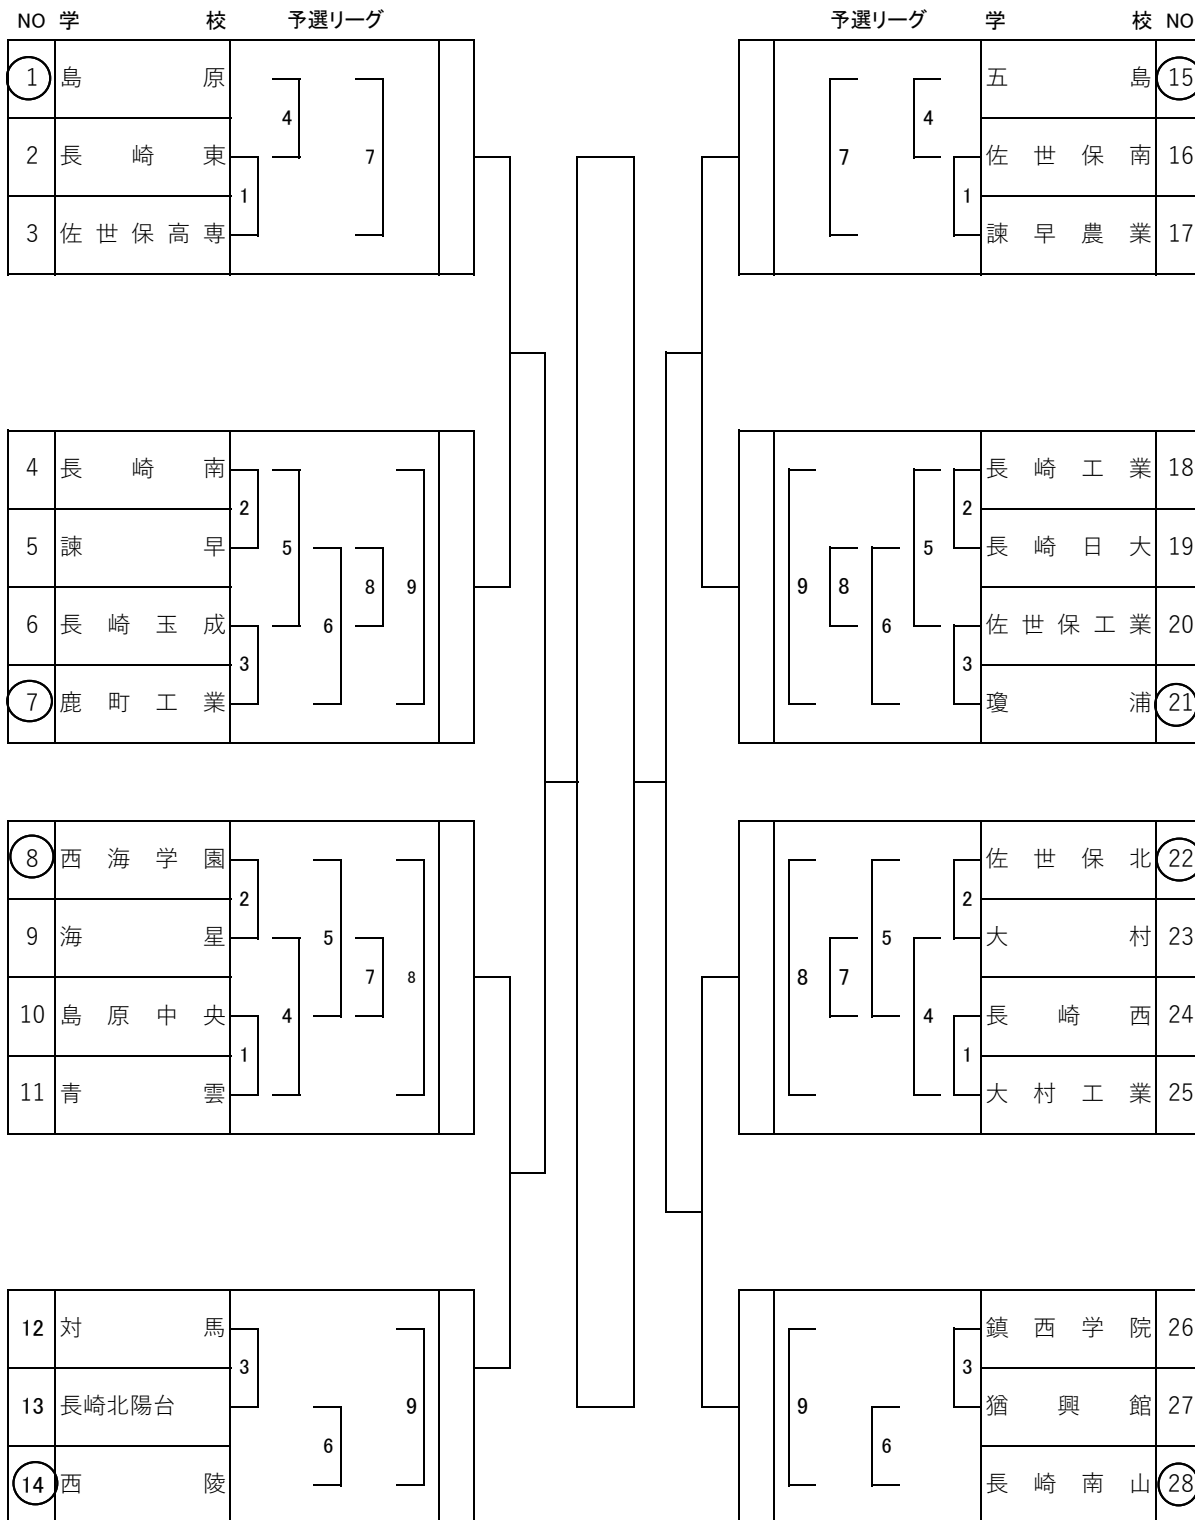 NO 学 校 予選リーグ 予選リーグ 学 校 NO
1 島原 五島 15
4 4
2 長崎東 7 7 佐世保南 16
1 1
3 佐世保高専 諫早農業 17
4 長崎南 長崎工業 18
2 2
5 諫早 5 5 長崎日大 19
8 9 9 8
6 長崎玉成 6 6 佐世保工業 20
3 3
7 鹿町工業 瓊浦 21
8 西海学園 佐世保北 22
2 2
9 海星 5 5 大村 23
7 8 8 7
10 島原中央 4 4 長崎西 24
1 1
11 青雲 大村工業 25
12 対馬 鎮西学院 26
3 3
13 長崎北陽台 9 9 猶興館 27
6 6
14 西陵 長崎南山 28